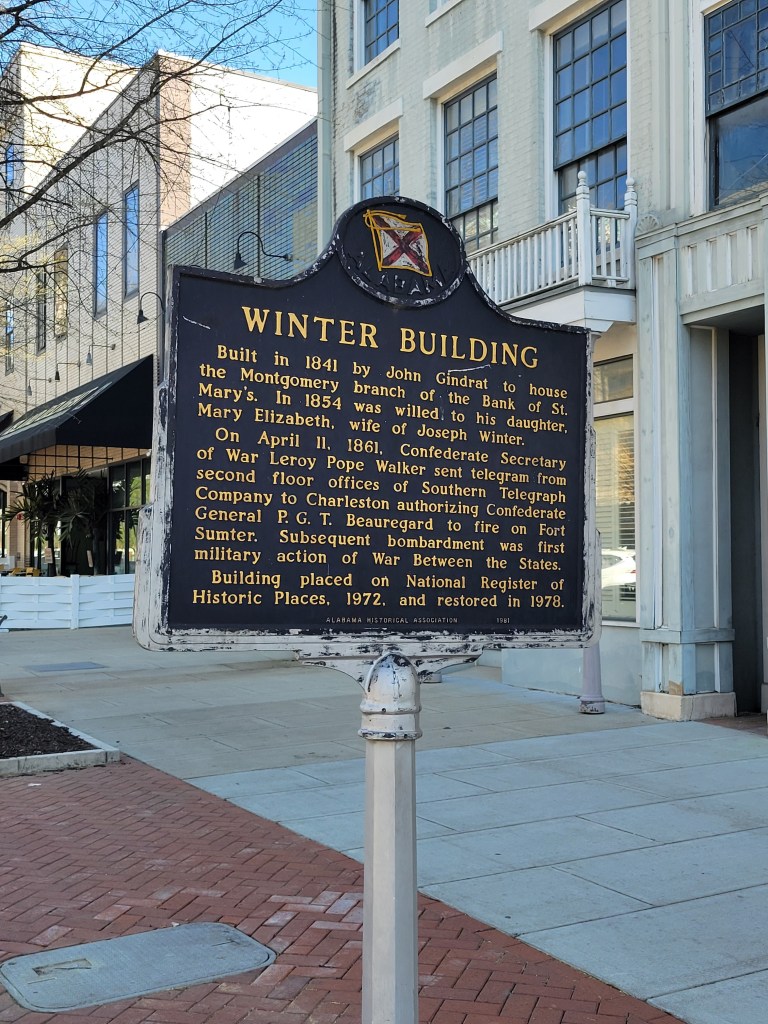 ALABAMA
WINTER BUILDING
Built in 1841 by John Gindrat to house
the Montgomery branch of the Bank of St.
Mary's. In 1854 was willed to his daughter,
Mary Elizabeth, wife of Joseph Winter.
On April 11, 1861, Confederate Secretary
of War Leroy Pope Walker sent telegram from
second floor offices of Southern Telegraph
Company to Charleston authorizing Confederate
General P. G. T. Beauregard to fire on Fort
Sumter. Subsequent bombardment was first
military action of War Between the States.
Building placed on National Register of
Historic Places, 1972, and restored in 1978.
ALABAMA HISTORICAL ASSOCIATION 1981